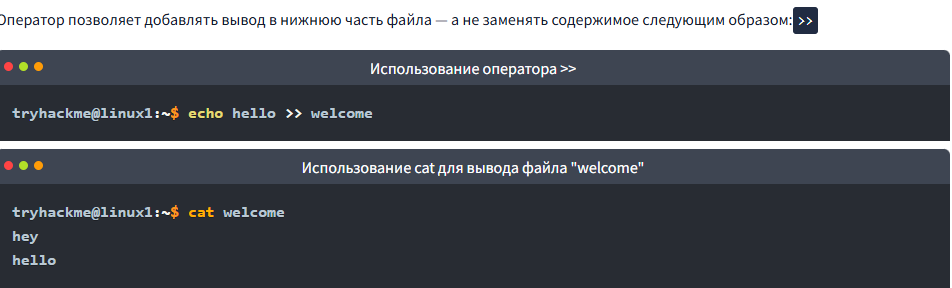 Оператор позволяет добавлять вывод в нижнюю часть файла — а не заменять содержимое следующим образом: >>
Использование оператора >>
tryhackme@linux1:~$ echo hello >> welcome
Использование cat для вывода файла "welcome"
tryhackme@linux1:~$ cat welcome
hey
hello